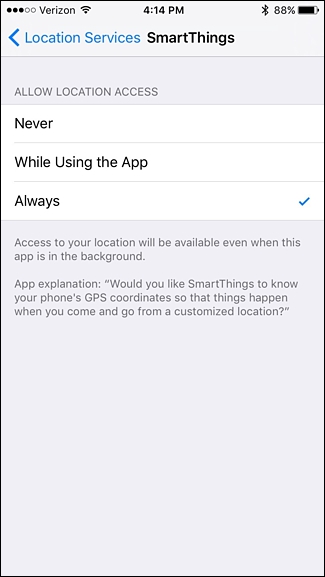 Verizon 4:14 PM 88%
Location Services SmartThings
ALLOW LOCATION ACCESS
Never
While Using the App
Always
Access to your location will be available even when this
app is in the background.
App explanation: “Would you like SmartThings to know
your phone's GPS coordinates so that things happen
when you come and go from a customized location?”